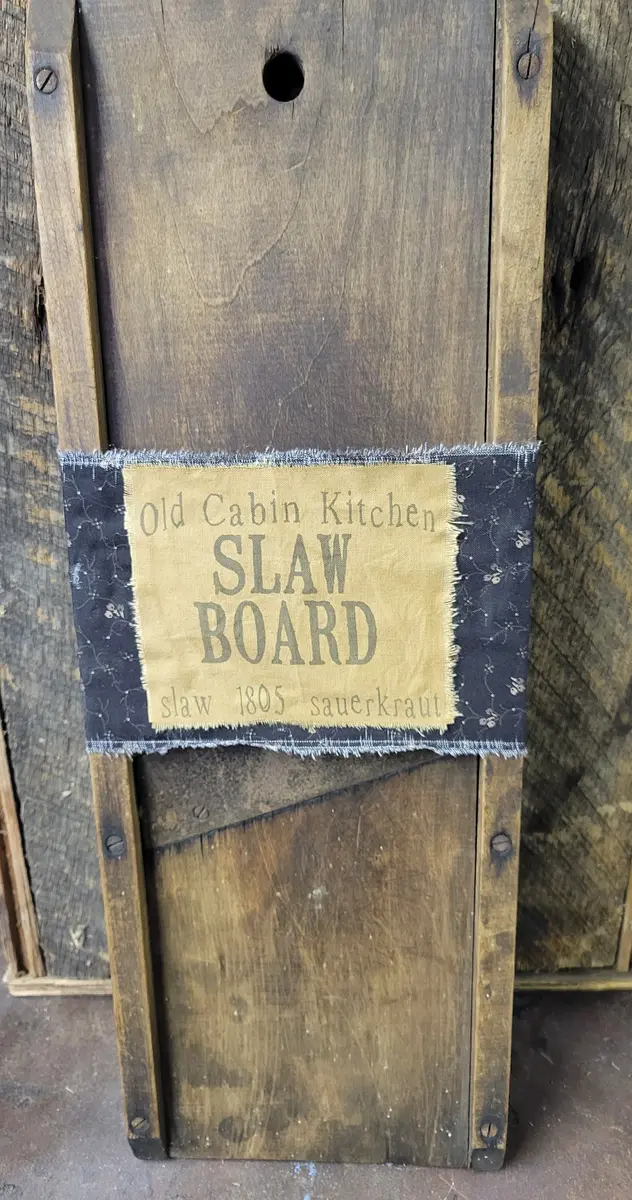 Old Cabin Kitchen
SLAW
BOARD
slaw 1805 sauerkraut